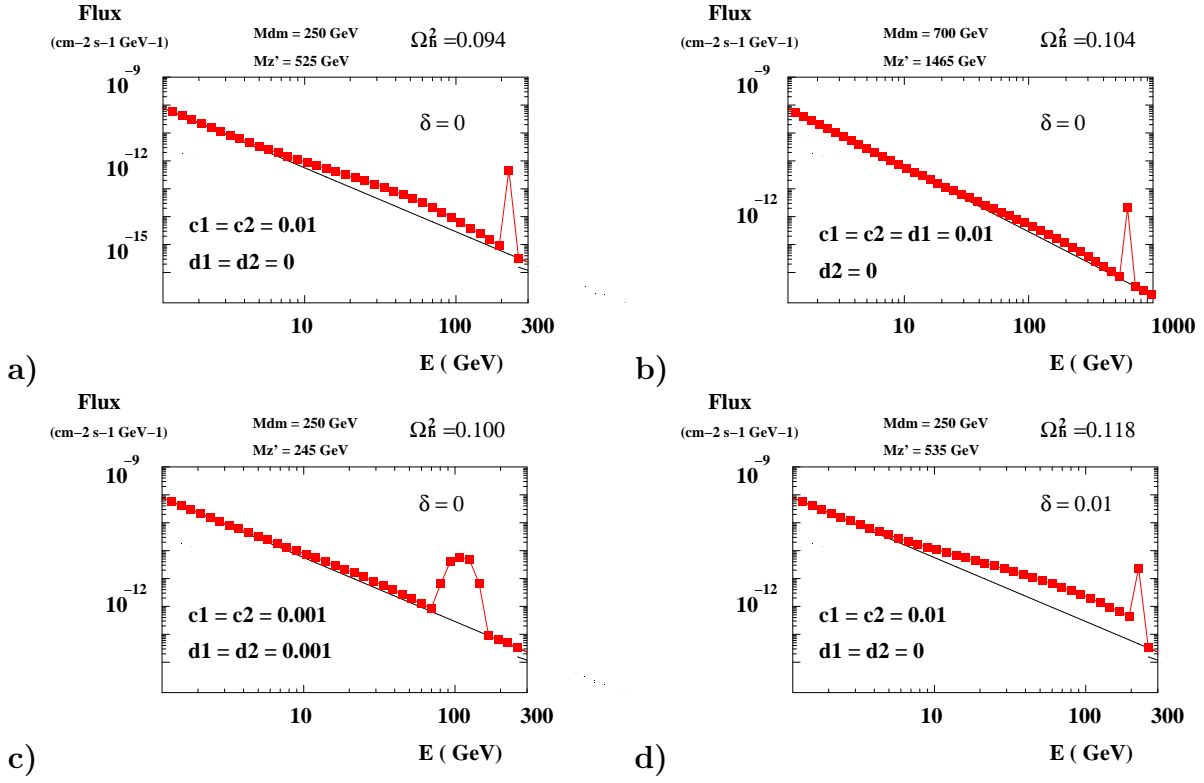 Flux
(cm−2 s−1 GeV−1)
Mdm = 250 GeV
Mz' = 525 GeV
Ωh²=0.094
10−9
10−12
10−15
δ = 0
c1 = c2 = 0.01
d1 = d2 = 0
10 100 300
E ( GeV)
a)
Flux
(cm−2 s−1 GeV−1)
Mdm = 700 GeV
Mz' = 1465 GeV
Ωh²=0.104
10−9
10−12
δ = 0
c1 = c2 = d1 = 0.01
d2 = 0
10 100 1000
E ( GeV)
b)
Flux
(cm−2 s−1 GeV−1)
Mdm = 250 GeV
Mz' = 245 GeV
Ωh²=0.100
10−9
10−12
δ = 0
c1 = c2 = 0.001
d1 = d2 = 0.001
10 100 300
E ( GeV)
c)
Flux
(cm−2 s−1 GeV−1)
Mdm = 250 GeV
Mz' = 535 GeV
Ωh²=0.118
10−9
10−12
δ = 0.01
c1 = c2 = 0.01
d1 = d2 = 0
10 100 300
E ( GeV)
d)